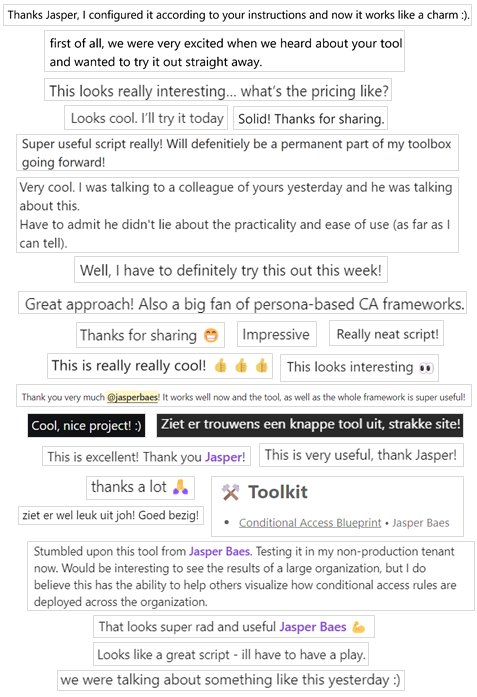 Thanks Jasper, I configured it according to your instructions and now it works like a charm :).
first of all, we were very excited when we heard about your tool
and wanted to try it out straight away.
This looks really interesting... what's the pricing like?
Looks cool. I'll try it today
Solid! Thanks for sharing.
Super useful script really! Will defenitiely be a permanent part of my toolbox
going forward!
Very cool. I was talking to a colleague of yours yesterday and he was talking
about this.
Have to admit he didn't lie about the practicality and ease of use (as far as I
can tell).
Well, I have to definitely try this out this week!
Great approach! Also a big fan of persona-based CA frameworks.
Thanks for sharing 😁
Impressive
Really neat script!
This is really really cool! 👍 👍 👍
This looks interesting 👀
Thank you very much @jasperbaes! It works well now and the tool, as well as the whole framework is super useful!
Cool, nice project! :)
Ziet er trouwens een knappe tool uit, strakke site!
This is excellent! Thank you Jasper!
This is very useful, thank Jasper!
thanks a lot 🙏
🛠️ Toolkit
• Conditional Access Blueprint • Jasper Baes
ziet er wel leuk uit joh! Goed bezig!
Stumbled upon this tool from Jasper Baes. Testing it in my non-production tenant
now. Would be interesting to see the results of a large organization, but I do
believe this has the ability to help others visualize how conditional access rules are
deployed across the organization.
That looks super rad and useful Jasper Baes 💪
Looks like a great script - ill have to have a play.
we were talking about something like this yesterday :)